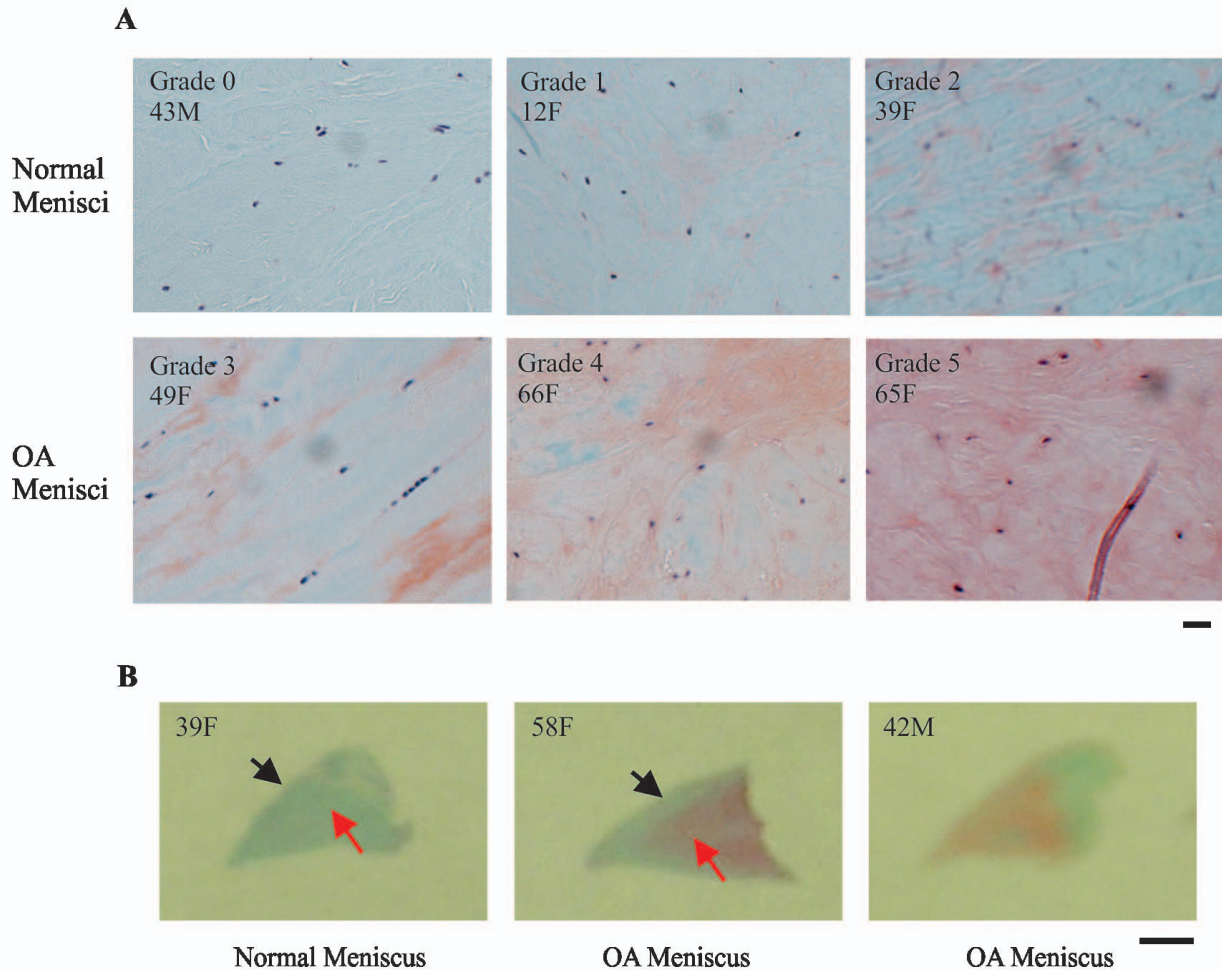 A
Grade 0
43M
Grade 1
12F
Grade 2
39F
Normal
Menisci
Grade 3
49F
Grade 4
66F
Grade 5
65F
OA
Menisci
B
39F
58F
42M
Normal Meniscus
OA Meniscus
OA Meniscus